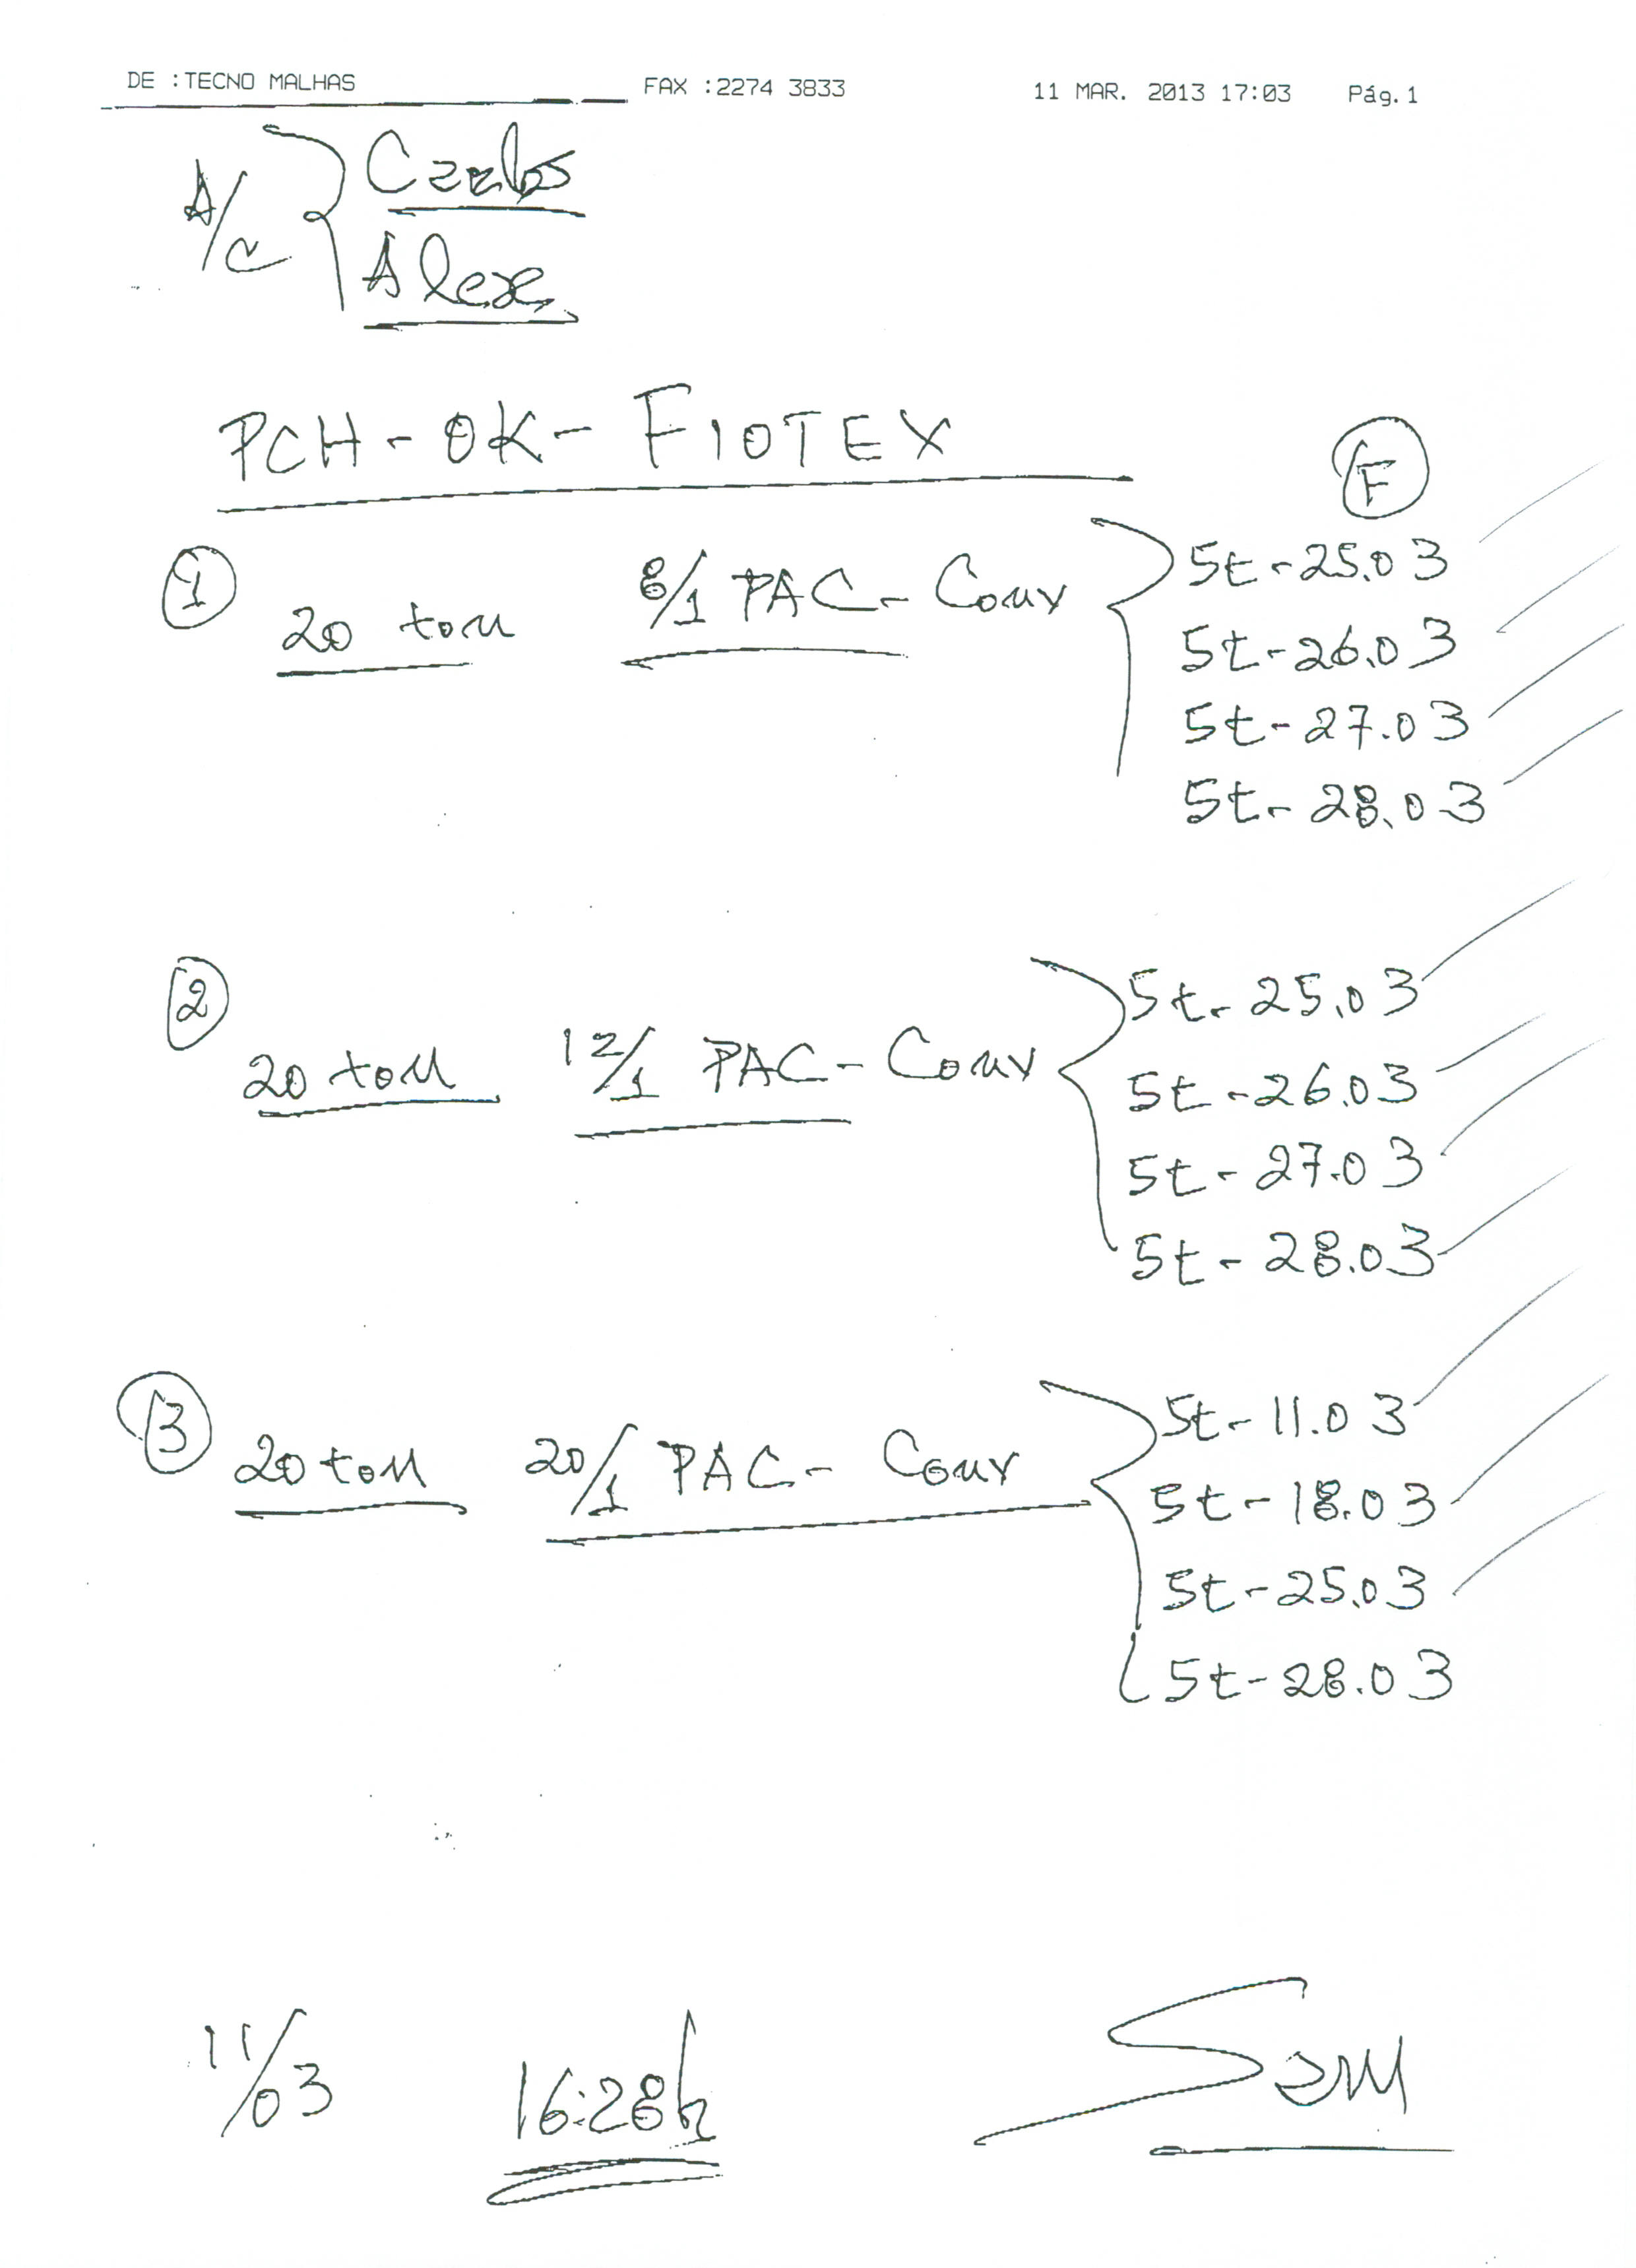 DE : TECNO MALHAS FAX : 2274 3833 11 MAR. 2013 17:03 Pág. 1
A/C Carlos
Alex
PCH - OK - FIOTEX
F
1 20 ton 8/1 PAC - Conv 5t - 25.03
5t - 26.03
5t - 27.03
5t - 28.03
2 20 ton 12/1 PAC - Conv 5t - 25.03
5t - 26.03
5t - 27.03
5t - 28.03
3 20 ton 20/1 PAC - Conv 5t - 11.03
5t - 18.03
5t - 25.03
5t - 28.03
11/03 16:28h Sam